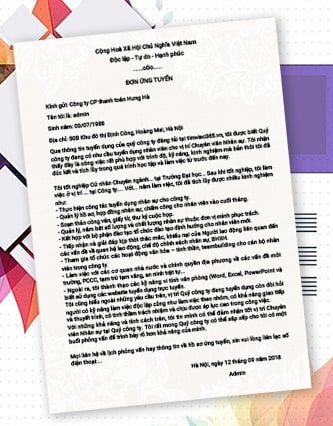 Cộng Hoà Xã Hội Chủ Nghĩa Việt Nam
Độc lập - Tự do - Hạnh phúc
.....o0o.....
ĐƠN ỨNG TUYỂN
Kính gửi: Công ty CP thanh toán Hưng Hà
Tên tôi là: admin
Sinh năm: 00/07/1988
Địa chỉ: 50B Khu đô thị Định Công, Hoàng Mai, Hà Nội
Qua thông tin tuyển dụng của quý công ty đăng tải tại timviec365.vn, tôi được biết Quý
công ty đang có nhu cầu tuyển dụng nhân viên cho vị trí Chuyên viên Nhân sự. Tôi nhận
thấy đây là công việc rất phù hợp với trình độ, kỹ năng, kinh nghiệm mà bản thôi tôi đã
đúc kết và tích lũy trong quá trình học tập và làm việc từ trước đến nay.
Tôi tốt nghiệp Cử nhân Chuyên ngành... tại Trường Đại học... Sau khi tốt nghiệp, tôi làm
việc ở vị trí ... tại Công ty .... Với... năm làm việc, tôi đã tích lũy được nhiều kinh nghiệm
như:
- Thực hiện công tác tuyển dụng nhân sự cho công ty.
- Quản lý hồ sơ, hợp đồng nhân sự, chấm công cho nhân viên vào cuối tháng.
- Soạn thảo công văn, giấy tờ, thư ký cuộc họp.
- Quản lý, nắm bắt số lượng và chất lượng nhân sự thuộc đơn vị mình phục trách.
- Kết hợp với bộ phận đào tạo tổ chức đào tạo định hướng cho nhân viên mới.
- Tiếp nhận và giải đáp kịp thời thắc mắc, khiếu nại của Người lao động liên quan đến
các vấn đề về quan hệ lao động, chế độ chính sách nhân sự, BHXH.
- Tham gia tổ chức các hoạt động văn hóa – tinh thần, teambuilding cho cán bộ nhân
viên trong công ty.
- Làm việc với các cơ quan nhà nước và chính quyền địa phương về các vấn đề môi
trường, PCCC, tạm trú tạm vắng, an ninh trật tự...
- Ngoài ra, tôi thành thạo các kỹ năng vi tính văn phòng (Word, Excel, PowerPoint và
biết sử dụng các website tuyển dụng trực tuyến.
Tôi cũng hiểu ngoài những yêu cầu trên, vị trí Quý công ty đang tuyển dụng còn đòi hỏi
người có kỹ năng làm việc độc lập cũng như làm việc theo nhóm, có khả năng giao tiếp
và thuyết trình, có tinh thần trách nhiệm và chịu được áp lực cao trong công việc.
Với những khả năng và tính cách trên, tôi tin mình có thể đảm nhận tốt vị trí Chuyên
viên Nhân sự tại Quý công ty. Tôi rất mong Quý công ty có thể sắp xếp cho tôi có một
buổi phỏng vấn để trình bày rõ hơn khả năng của mình.
Mọi liên hệ về lịch phỏng vấn hay thông tin về hồ sơ ứng tuyển, xin vui lòng liên lạc số
điện thoại ...
Hà Nội, ngày 12 tháng 09 năm 2018
Admin